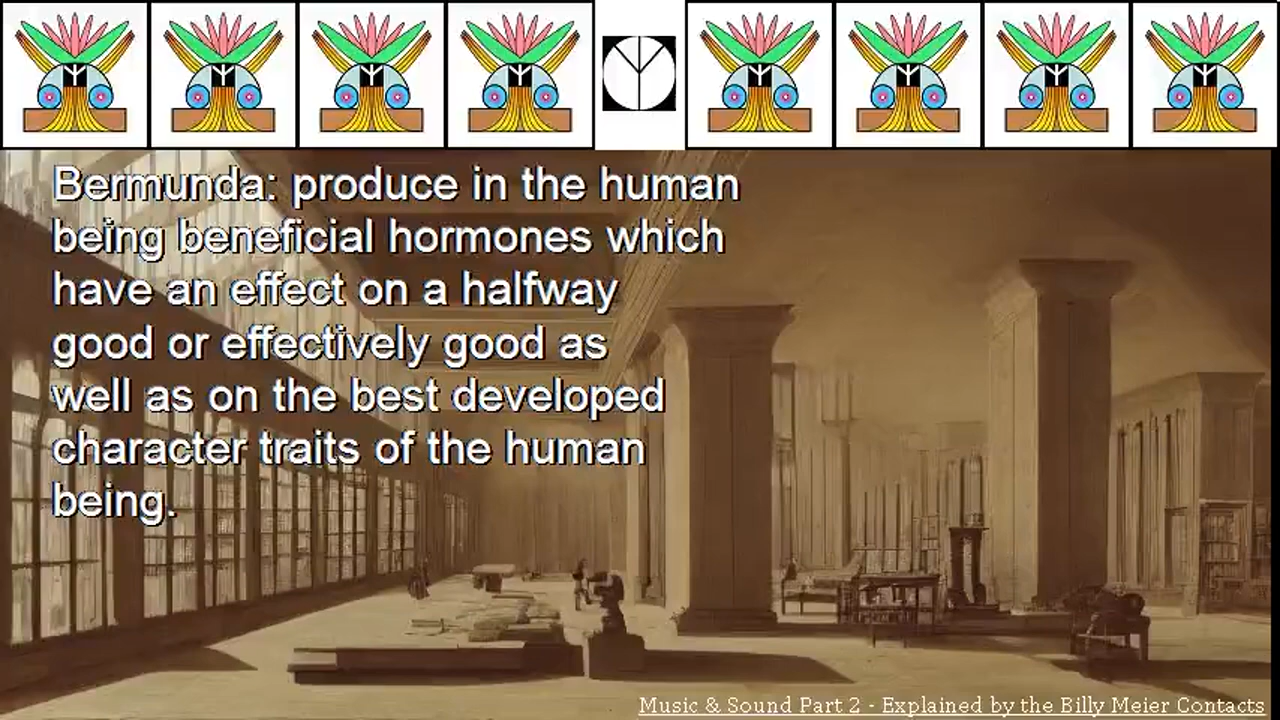 Bermunda: produce in the human
being beneficial hormones which
have an effect on a halfway
good or effectively good as
well as on the best developed
character traits of the human
being.
Music & Sound Part 2 - Explained by the Billy Meier Contacts